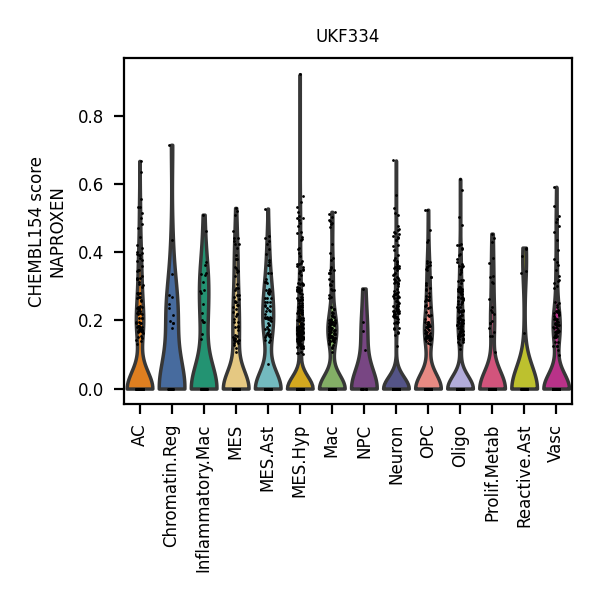 UKF334
CHEMBL154 score
NAPROXEN
0.8
0.6
0.4
0.2
0.0
AC
Chromatin.Reg
Inflammatory.Mac
MES
MES.Ast
MES.Hyp
Mac
NPC
Neuron
OPC
Oligo
Prolif.Metab
Reactive.Ast
Vasc